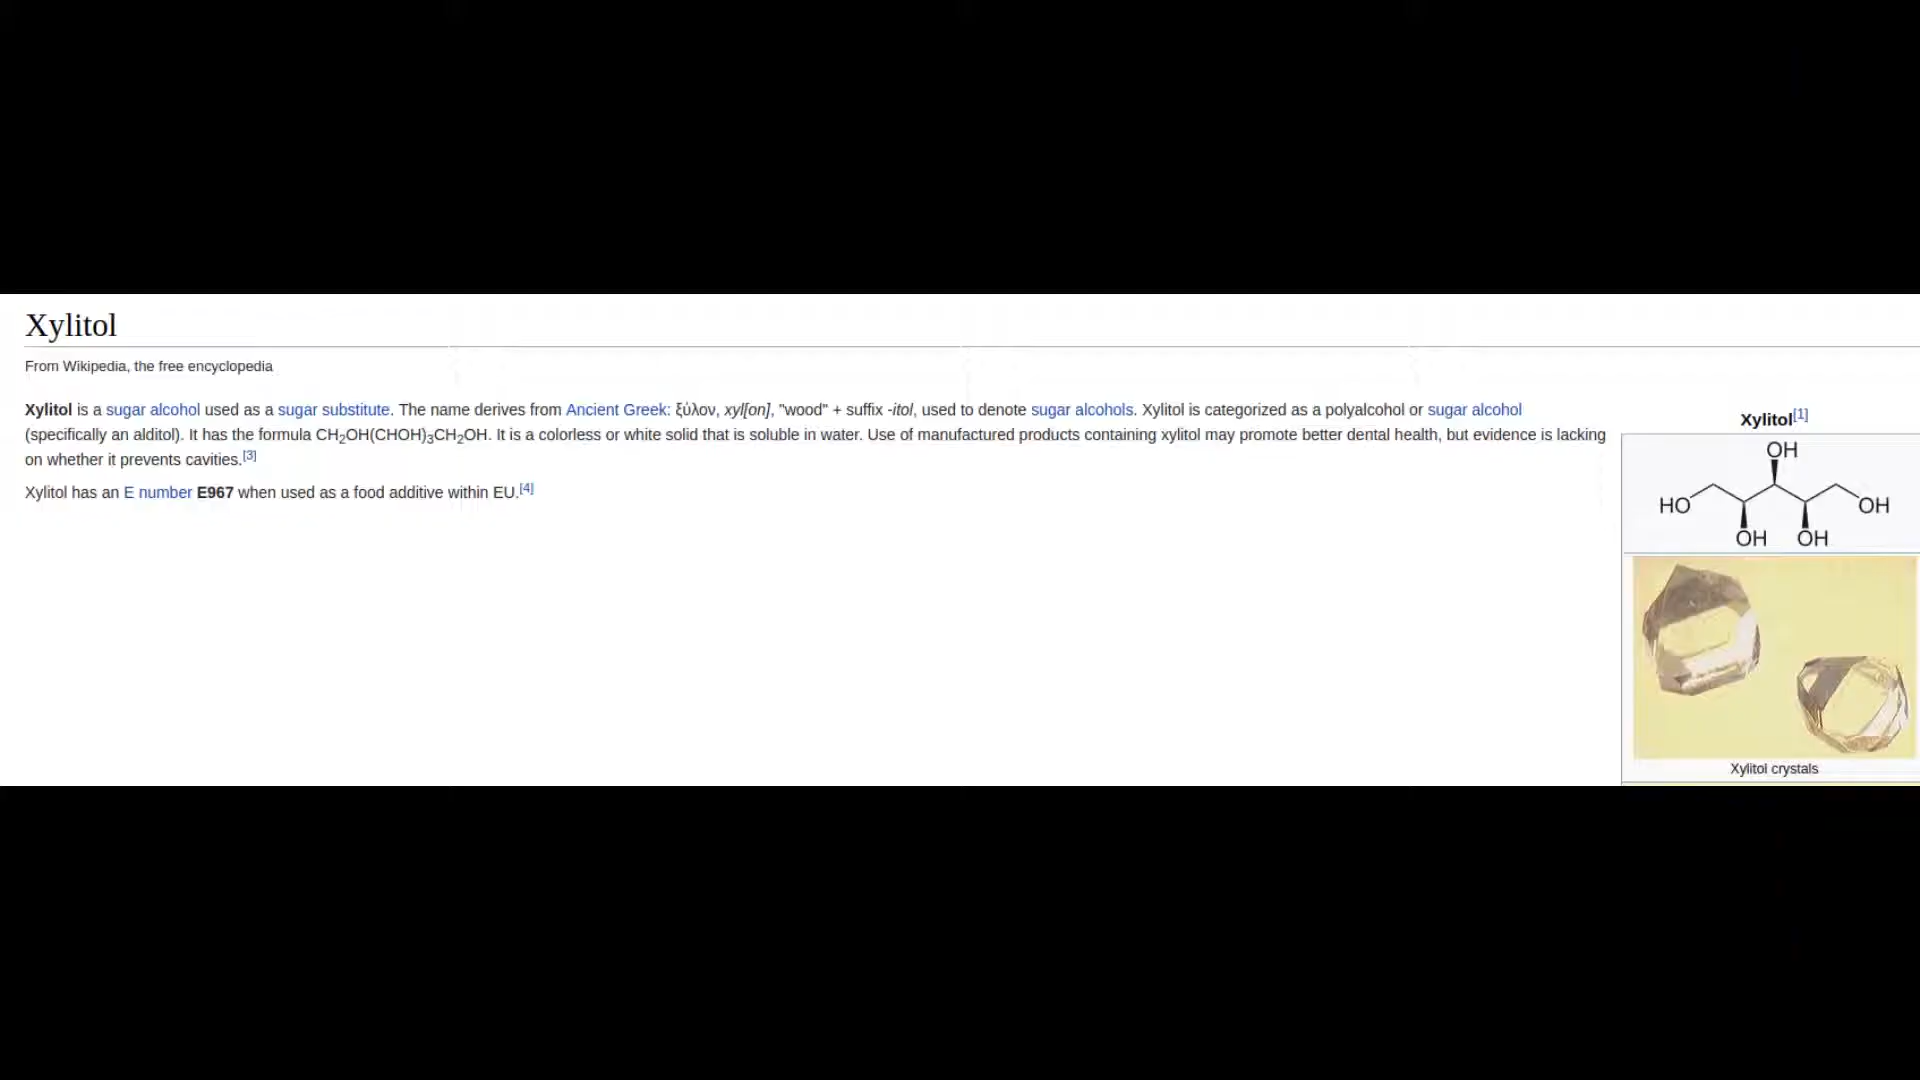 Xylitol
From Wikipedia, the free encyclopedia
Xylitol is a sugar alcohol used as a sugar substitute. The name derives from Ancient Greek: ξύλον, xyl[on], "wood" + suffix -itol, used to denote sugar alcohols. Xylitol is categorized as a polyalcohol or sugar alcohol
(specifically an alditol). It has the formula CH₂OH(CHOH)₃CH₂OH. It is a colorless or white solid that is soluble in water. Use of manufactured products containing xylitol may promote better dental health, but evidence is lacking
on whether it prevents cavities.[3]
Xylitol has an E number E967 when used as a food additive within EU.[4]
Xylitol[1]
OH
HO OH
OH OH
Xylitol crystals